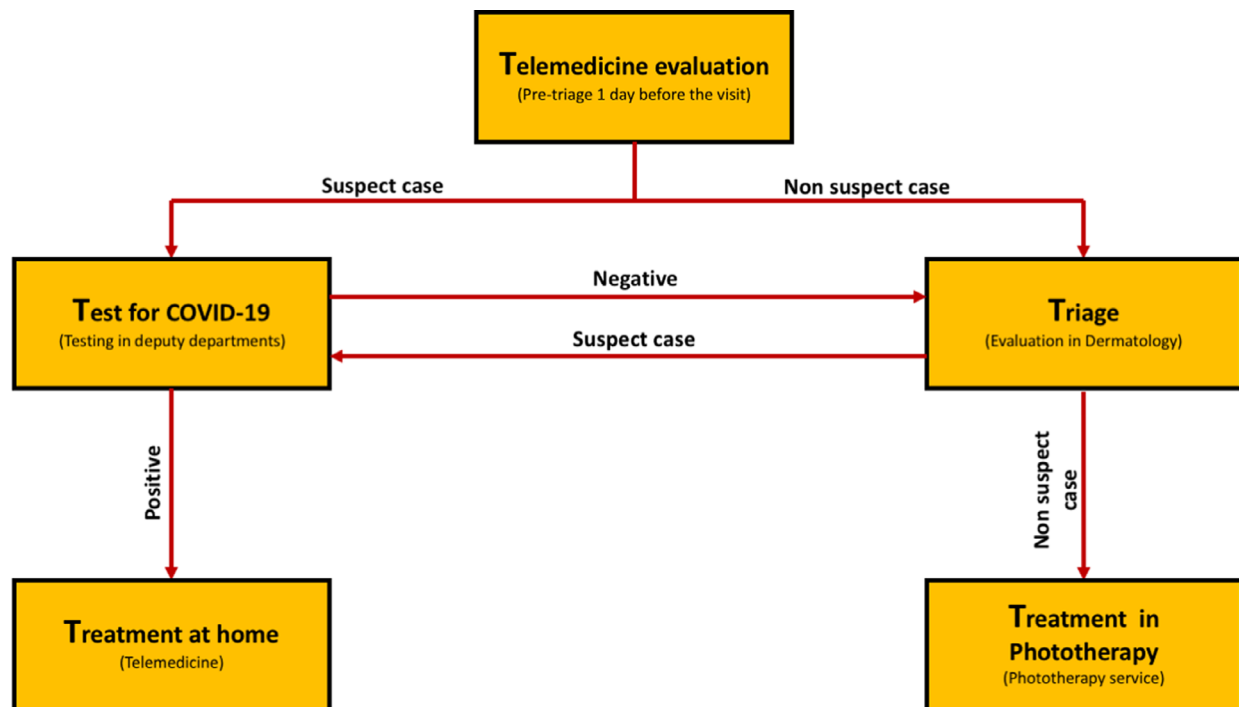 Telemedicine evaluation
(Pre-triage 1 day before the visit)
Suspect case
Non suspect case
Test for COVID-19
(Testing in deputy departments)
Negative
Suspect case
Triage
(Evaluation in Dermatology)
Positive
Non suspect
case
Treatment at home
(Telemedicine)
Treatment in
Phototherapy
(Phototherapy service)